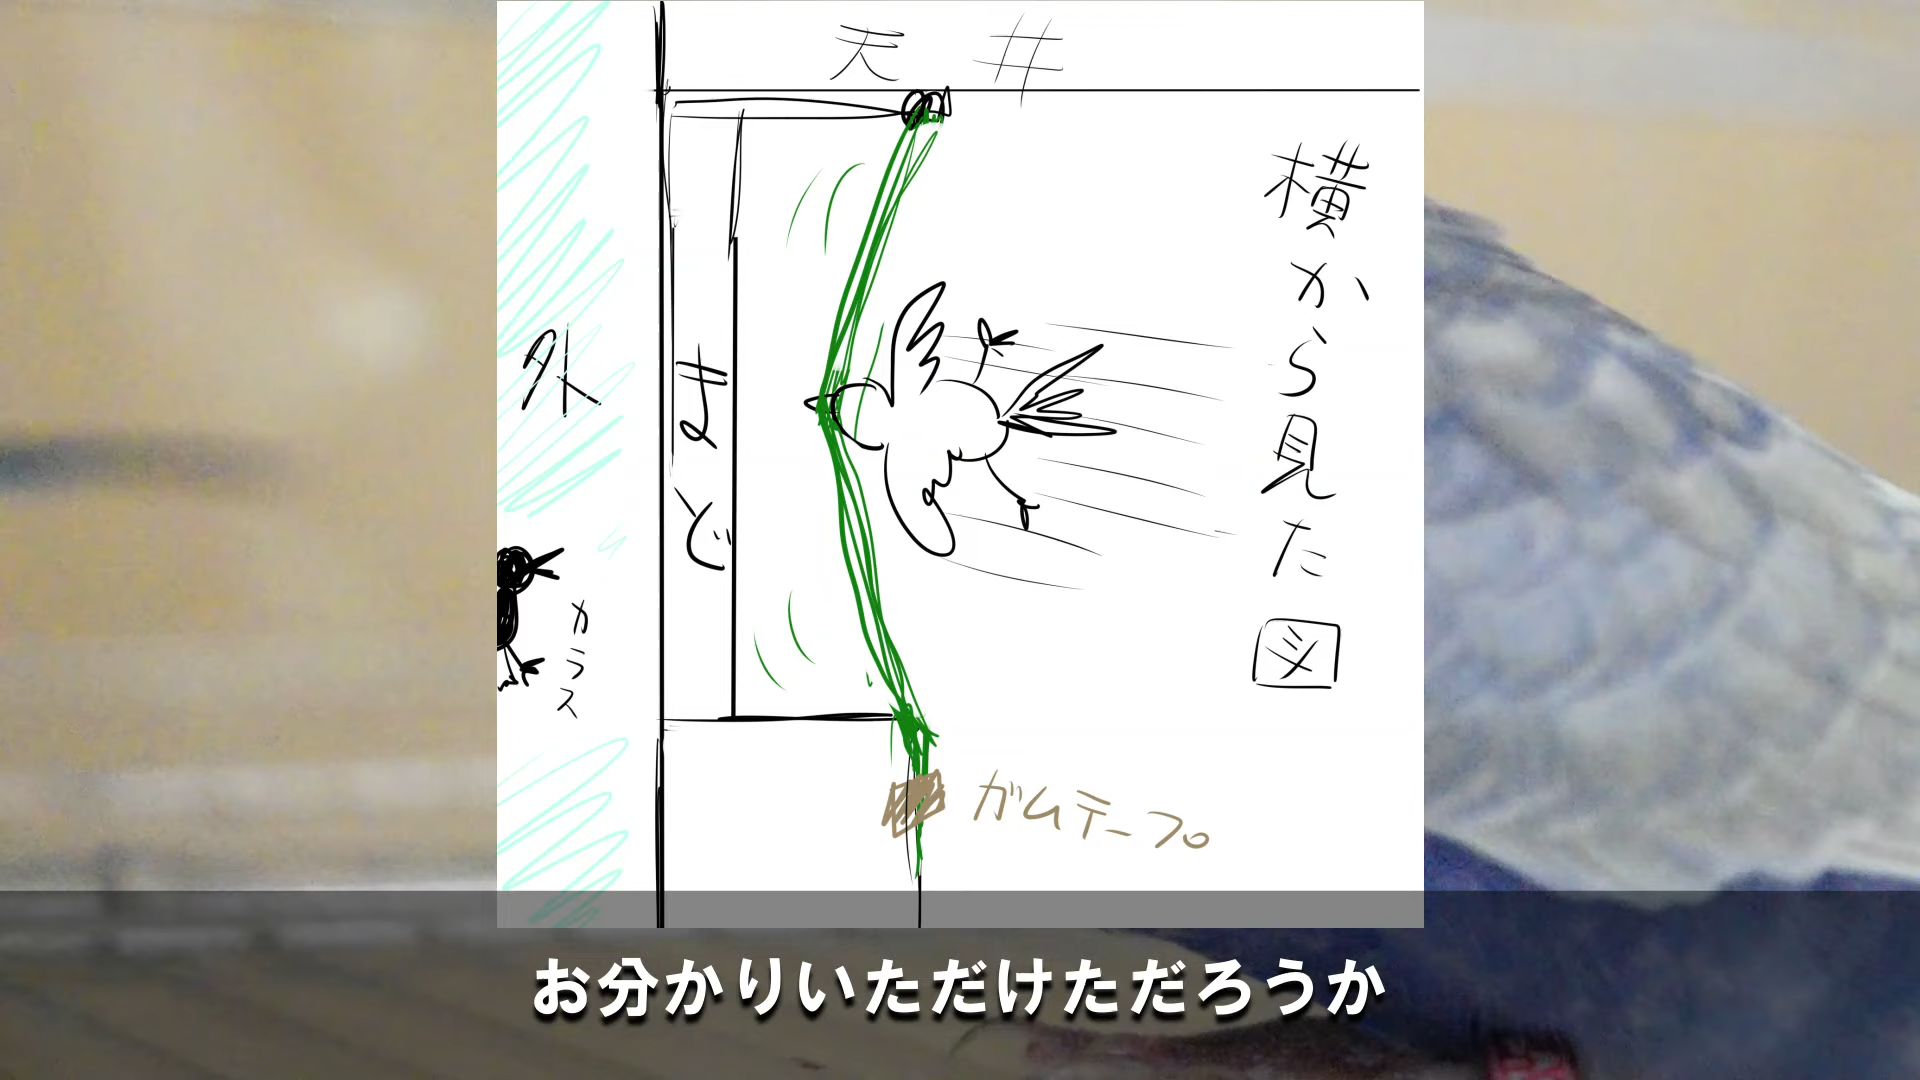 天井
横から見た図
外
まど
カラス
ガムテープ
お分かりいただけただろうか